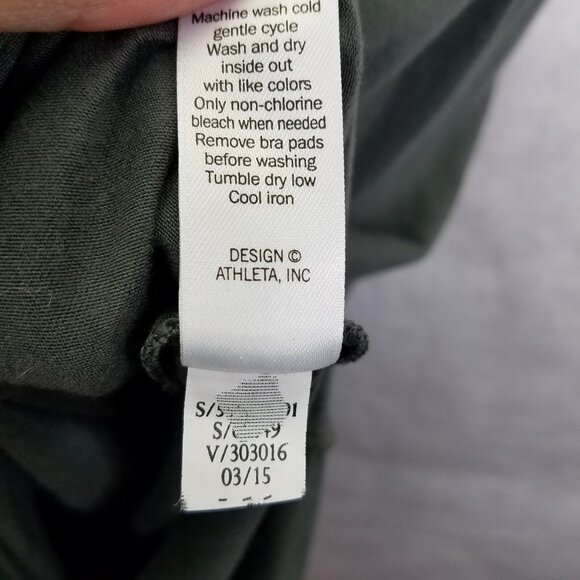 Machine wash cold
gentle cycle
Wash and dry
inside out
with like colors
Only non-chlorine
bleach when needed
Remove bra pads
before washing
Tumble dry low
Cool iron
DESIGN ©
ATHLETA, INC
V/303016
03/15
- - --